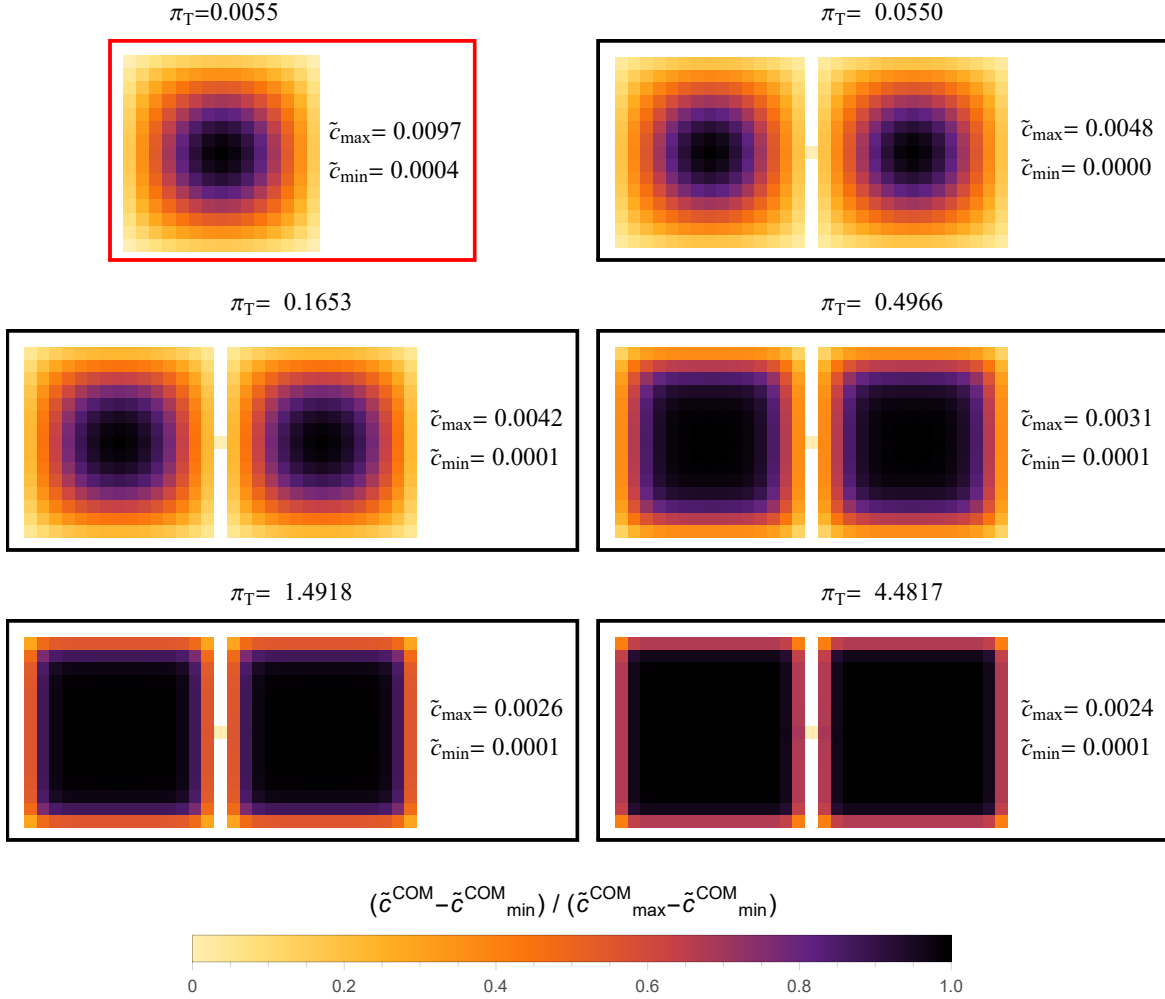 π_T=0.0055
c̃_max= 0.0097
c̃_min= 0.0004
π_T= 0.0550
c̃_max= 0.0048
c̃_min= 0.0000
π_T= 0.1653
c̃_max= 0.0042
c̃_min= 0.0001
π_T= 0.4966
c̃_max= 0.0031
c̃_min= 0.0001
π_T= 1.4918
c̃_max= 0.0026
c̃_min= 0.0001
π_T= 4.4817
c̃_max= 0.0024
c̃_min= 0.0001
(c̃^COM−c̃^COM_min) / (c̃^COM_max−c̃^COM_min)
0 0.2 0.4 0.6 0.8 1.0